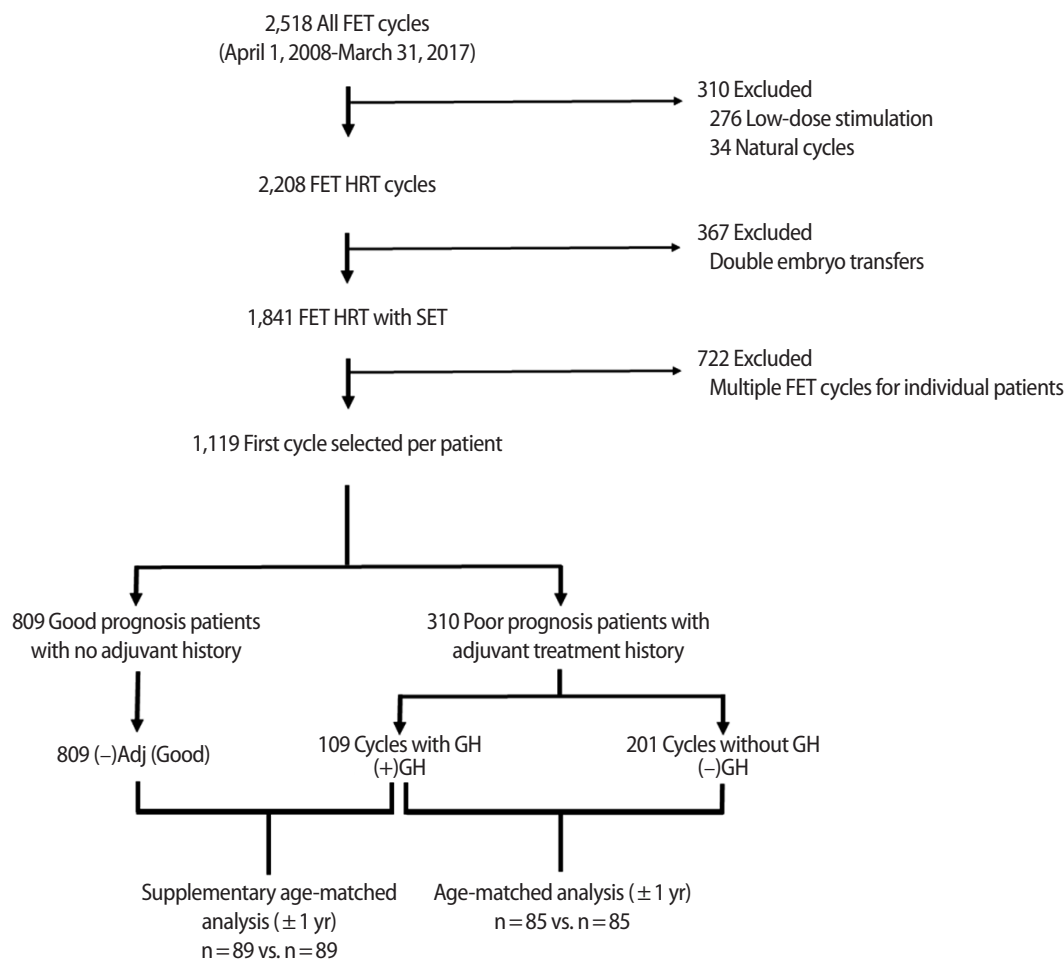 2,518 All FET cycles
(April 1, 2008-March 31, 2017)
310 Excluded
276 Low-dose stimulation
34 Natural cycles
2,208 FET HRT cycles
367 Excluded
Double embryo transfers
1,841 FET HRT with SET
722 Excluded
Multiple FET cycles for individual patients
1,119 First cycle selected per patient
809 Good prognosis patients
with no adjuvant history
310 Poor prognosis patients with
adjuvant treatment history
809 (–)Adj (Good)
109 Cycles with GH
(+)GH
201 Cycles without GH
(–)GH
Supplementary age-matched
analysis (±1 yr)
n=89 vs. n=89
Age-matched analysis (±1 yr)
n=85 vs. n=85